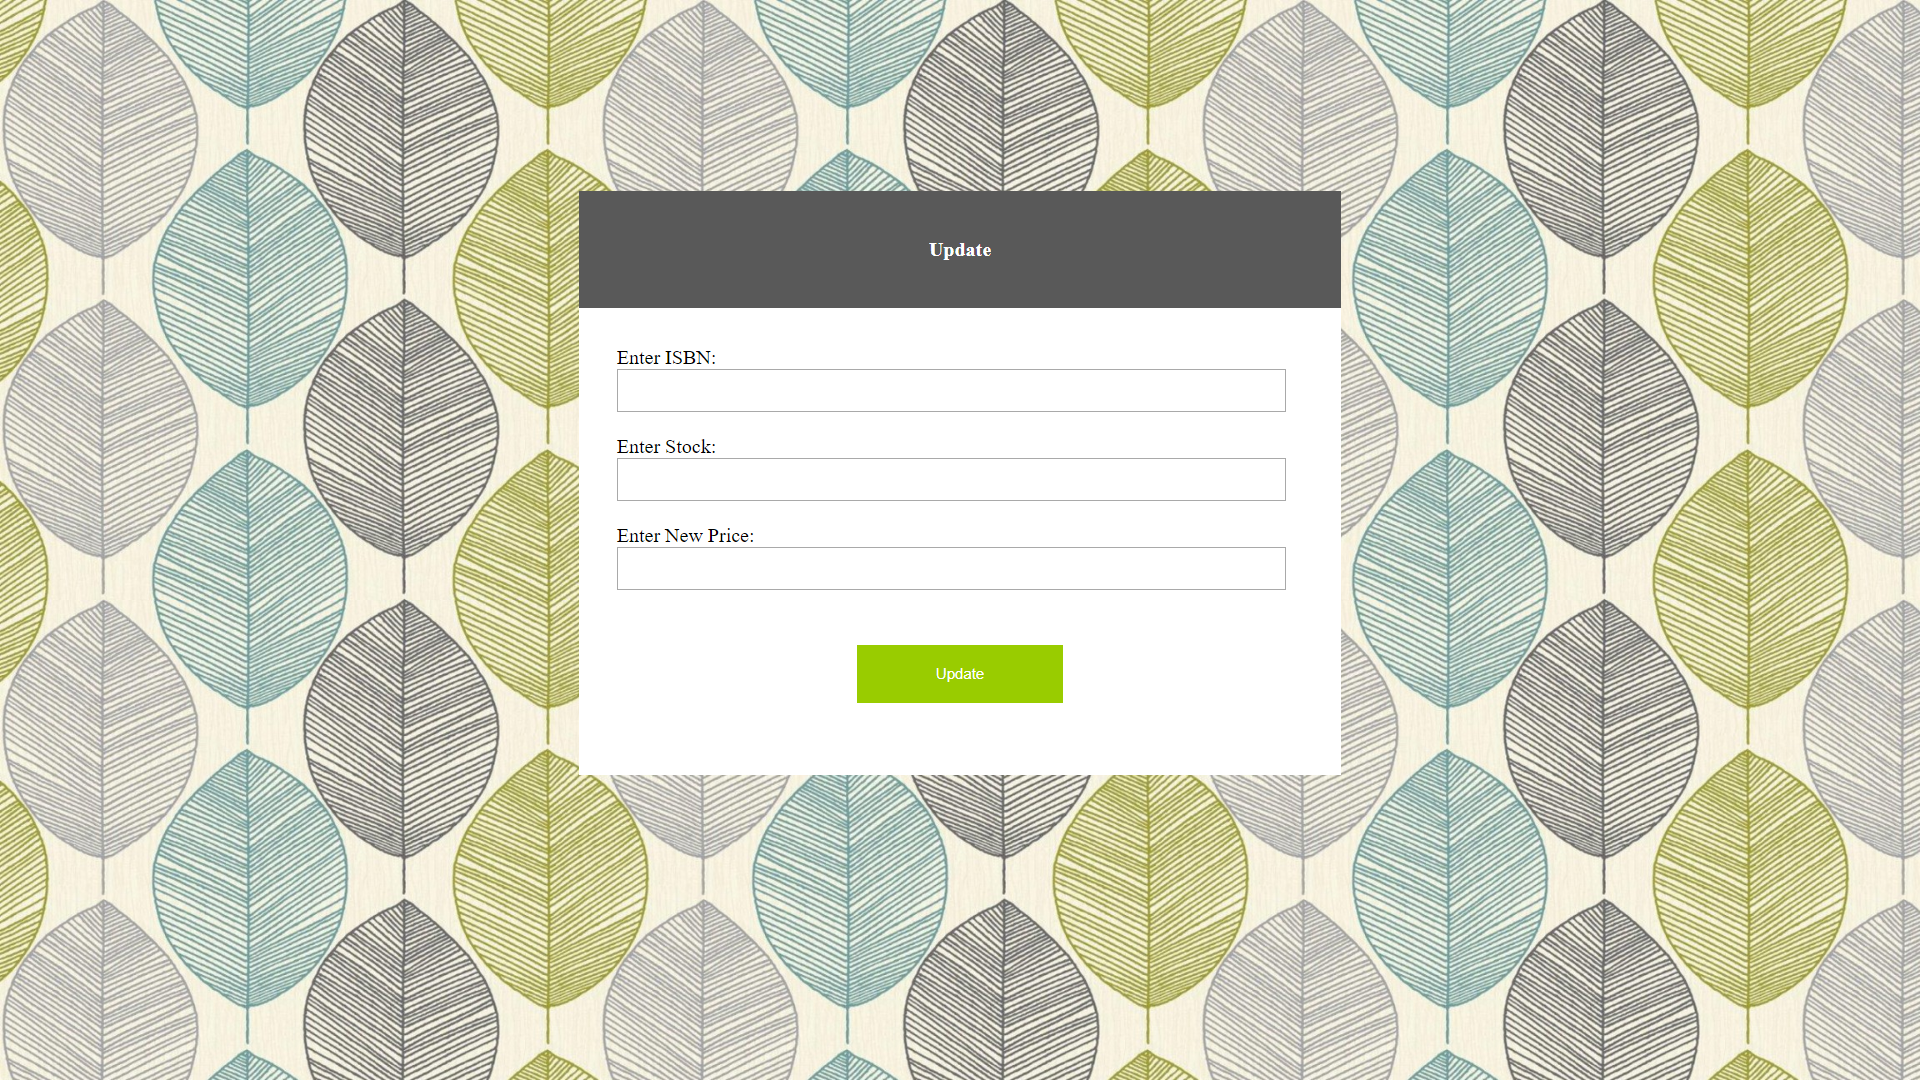 Update
Enter ISBN:
Enter Stock:
Enter New Price:
Update